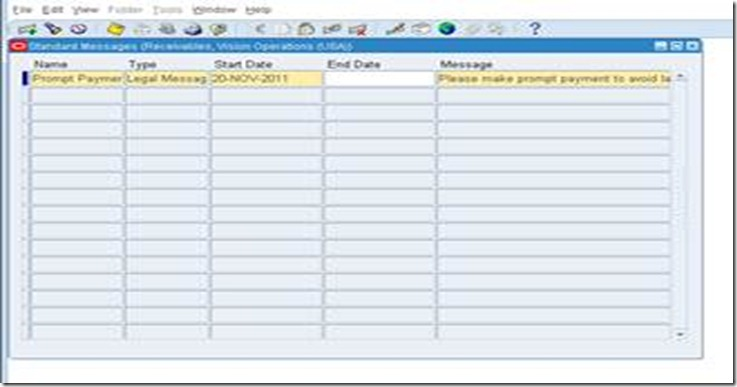 File Edit View Folder Tools Window Help
Standard Messages (Receivables, Vision Operations (USA))
Name Type Start Date End Date Message
Prompt Paymer Legal Messag 20-NOV-2011 Please make prompt payment to avoid la